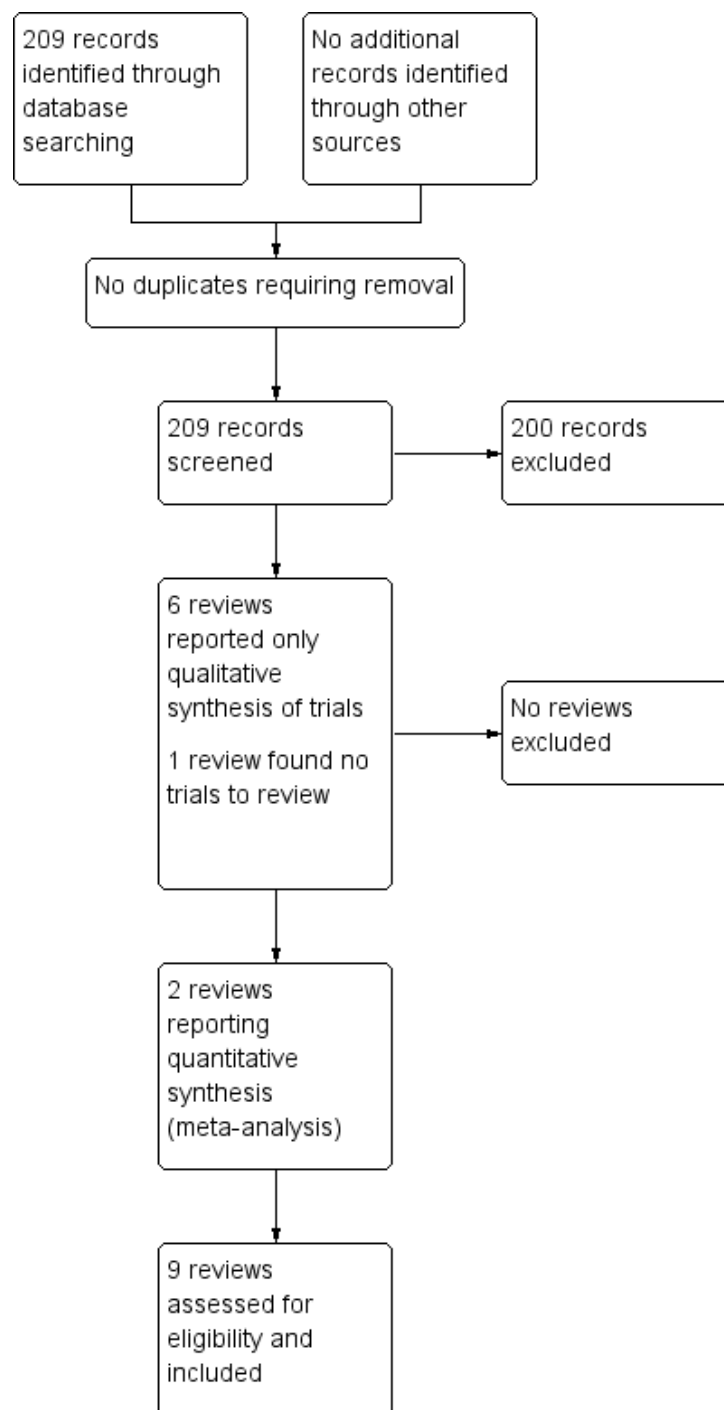 209 records
identified through
database
searching
No additional
records identified
through other
sources
No duplicates requiring removal
209 records
screened
200 records
excluded
6 reviews
reported only
qualitative
synthesis of trials
1 review found no
trials to review
No reviews
excluded
2 reviews
reporting
quantitative
synthesis
(meta-analysis)
9 reviews
assessed for
eligibility and
included